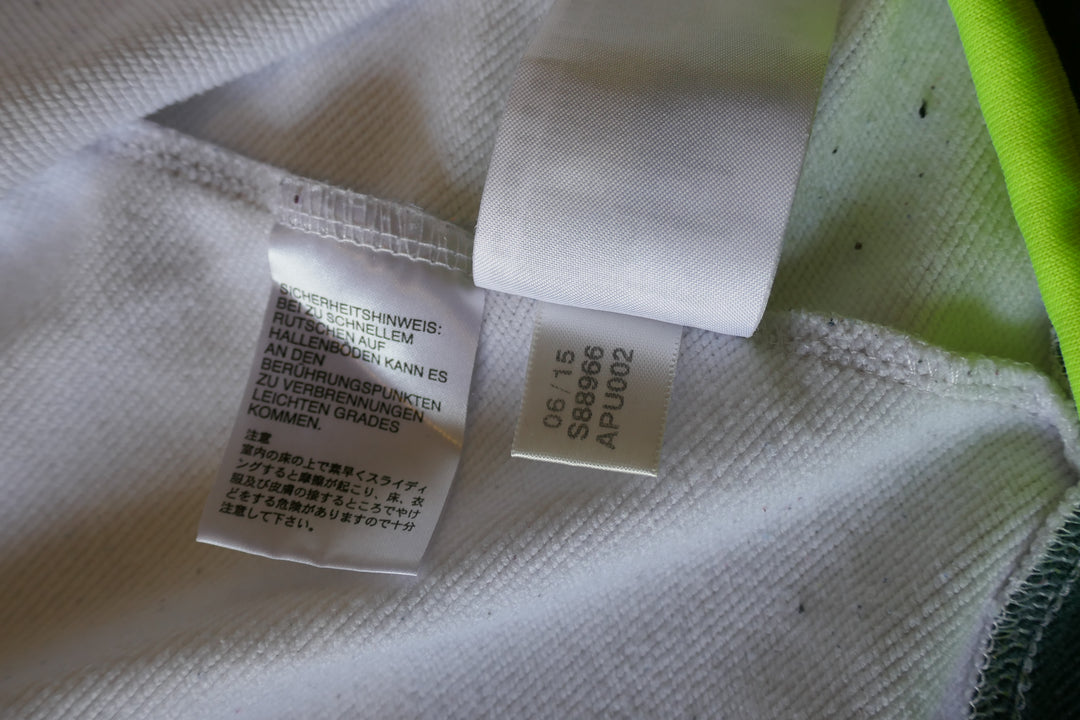 SICHERHEITSHINWEIS:
BEI ZU SCHNELLEM
RUTSCHEN AUF
HALLENBÖDEN KANN ES
AN DEN
BERÜHRUNGSPUNKTEN
ZU VERBRENNUNGEN
LEICHTEN GRADES
KOMMEN.
注意
室内の床の上で素早くスライディ
ングすると摩擦が起こり、床、衣
服及び皮膚の接するところでやけ
どをする危険がありますので十分
注意して下さい。
06/15
S88966
APU002